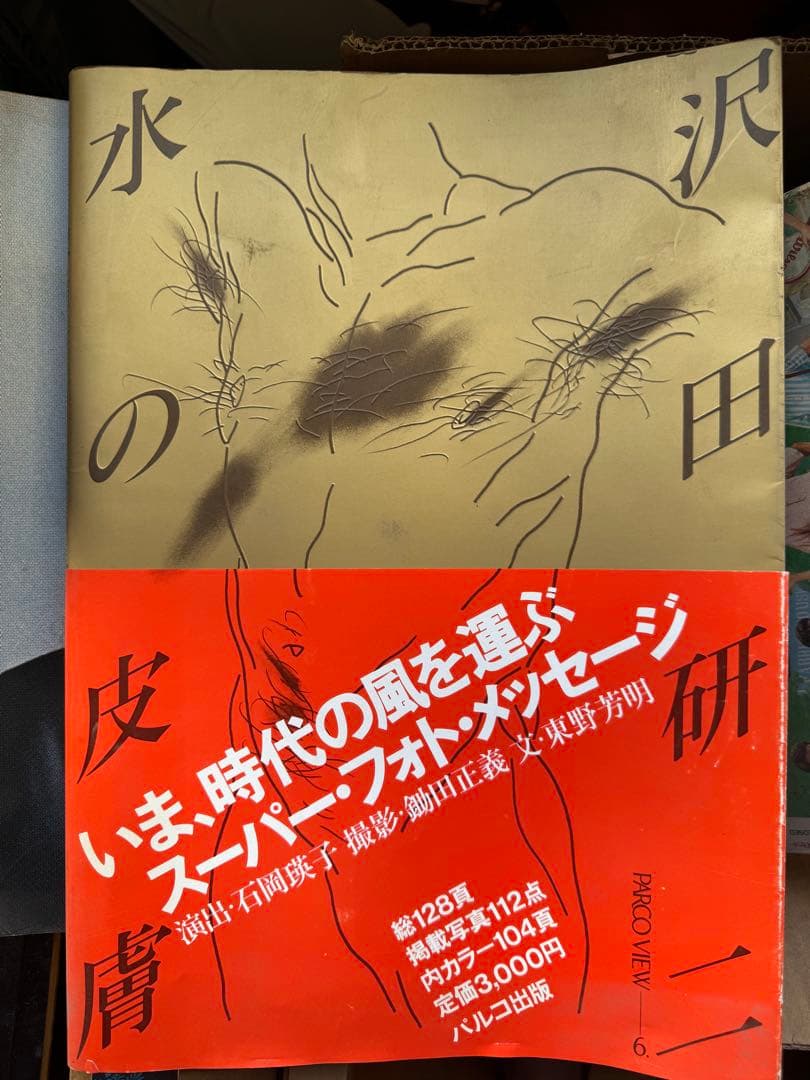 沢田研二
水の皮膚
いま、時代の風を運ぶ
スーパー・フォト・メッセージ
演出・石岡瑛子 撮影・鋤田正義 文・東野芳明
総128頁
掲載写真112点
内カラー104頁
定価3,000円
パルコ出版
PARCO VIEW—6.